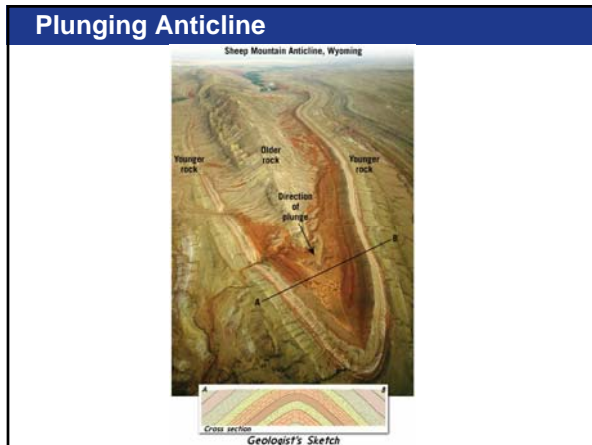 Plunging Anticline
Sheep Mountain Anticline, Wyoming
Older
rock
Younger
rock
Younger
rock
Direction
of
plunge
B
A
A
B
Cross section
Geologist's Sketch